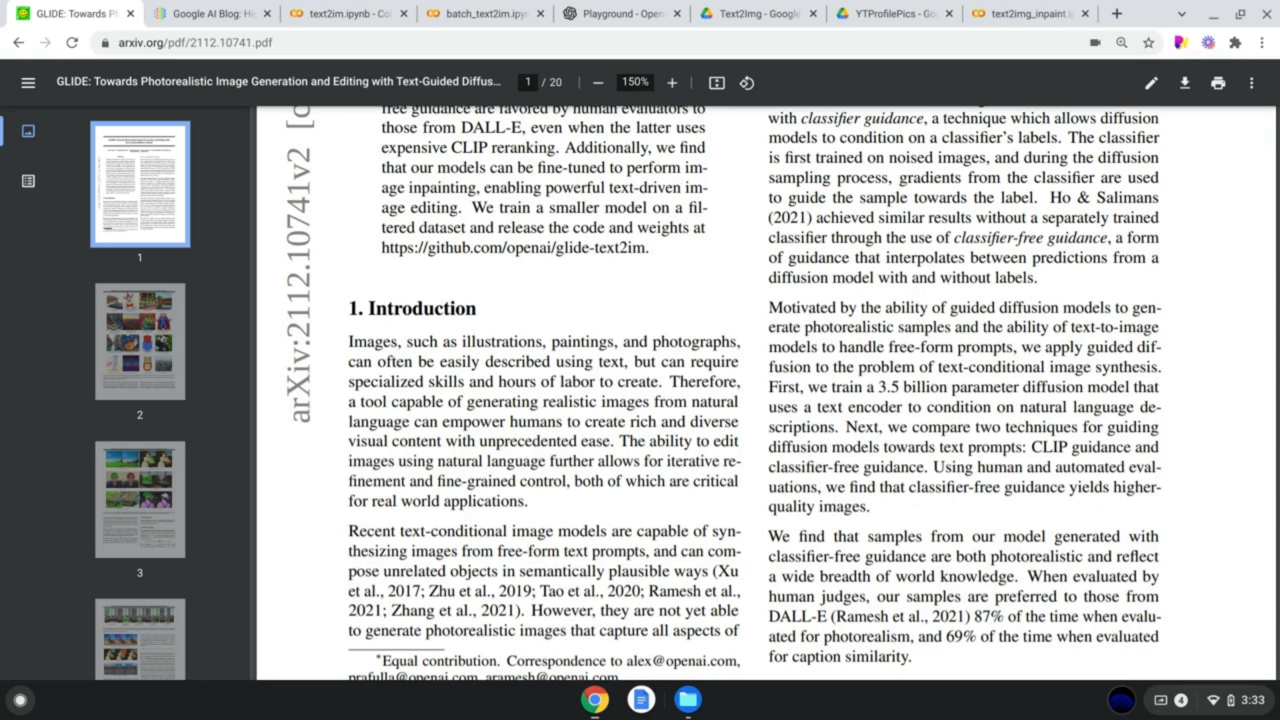 GLIDE: Towards Ph
Google AI Blog: Hi
text2im.ipynb - Co
batch_text2im.ipy
Playground - Open
Text2Img - Google
YTProfilePics - Go
text2img_inpaint.i
arxiv.org/pdf/2112.10741.pdf
GLIDE: Towards Photorealistic Image Generation and Editing with Text-Guided Diffus...
1 / 20
150%
1
2
3
arXiv:2112.10741v2 [c
free guidance are favored by human evaluators to
those from DALL-E, even when the latter uses
expensive CLIP reranking. Additionally, we find
that our models can be fine-tuned to perform im-
age inpainting, enabling powerful text-driven im-
age editing. We train a smaller model on a fil-
tered dataset and release the code and weights at
https://github.com/openai/glide-text2im.
1. Introduction
Images, such as illustrations, paintings, and photographs,
can often be easily described using text, but can require
specialized skills and hours of labor to create. Therefore,
a tool capable of generating realistic images from natural
language can empower humans to create rich and diverse
visual content with unprecedented ease. The ability to edit
images using natural language further allows for iterative re-
finement and fine-grained control, both of which are critical
for real world applications.
Recent text-conditional image models are capable of syn-
thesizing images from free-form text prompts, and can com-
pose unrelated objects in semantically plausible ways (Xu
et al., 2017; Zhu et al., 2019; Tao et al., 2020; Ramesh et al.,
2021; Zhang et al., 2021). However, they are not yet able
to generate photorealistic images that capture all aspects of
*Equal contribution. Correspondence to alex@openai.com,
prafulla@openai.com, aramesh@openai.com
with classifier guidance, a technique which allows diffusion
models to condition on a classifier's labels. The classifier
is first trained on noised images, and during the diffusion
sampling process, gradients from the classifier are used
to guide the sample towards the label. Ho & Salimans
(2021) achieved similar results without a separately trained
classifier through the use of classifier-free guidance, a form
of guidance that interpolates between predictions from a
diffusion model with and without labels.
Motivated by the ability of guided diffusion models to gen-
erate photorealistic samples and the ability of text-to-image
models to handle free-form prompts, we apply guided dif-
fusion to the problem of text-conditional image synthesis.
First, we train a 3.5 billion parameter diffusion model that
uses a text encoder to condition on natural language de-
scriptions. Next, we compare two techniques for guiding
diffusion models towards text prompts: CLIP guidance and
classifier-free guidance. Using human and automated eval-
uations, we find that classifier-free guidance yields higher-
quality images.
We find that samples from our model generated with
classifier-free guidance are both photorealistic and reflect
a wide breadth of world knowledge. When evaluated by
human judges, our samples are preferred to those from
DALL-E (Ramesh et al., 2021) 87% of the time when evalu-
ated for photorealism, and 69% of the time when evaluated
for caption similarity.
4
3:33